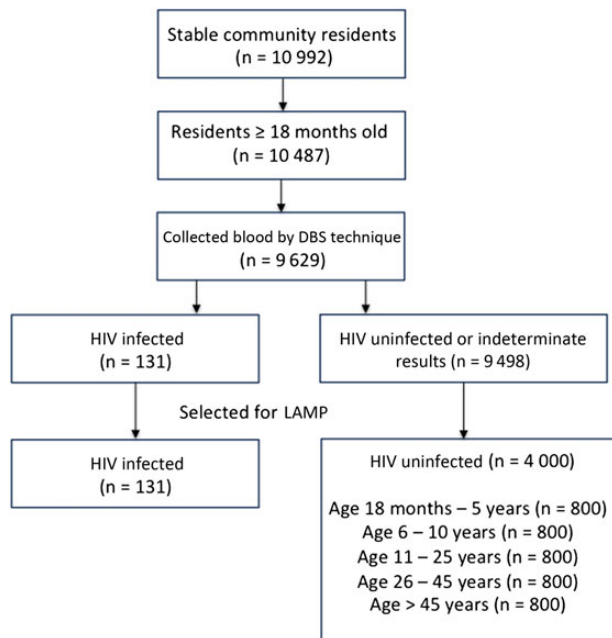 Stable community residents
(n = 10 992)
Residents ≥ 18 months old
(n = 10 487)
Collected blood by DBS technique
(n = 9 629)
HIV infected
(n = 131)
HIV uninfected or indeterminate
results (n = 9 498)
Selected for LAMP
HIV infected
(n = 131)
HIV uninfected (n = 4 000)
Age 18 months – 5 years (n = 800)
Age 6 – 10 years (n = 800)
Age 11 – 25 years (n = 800)
Age 26 – 45 years (n = 800)
Age > 45 years (n = 800)